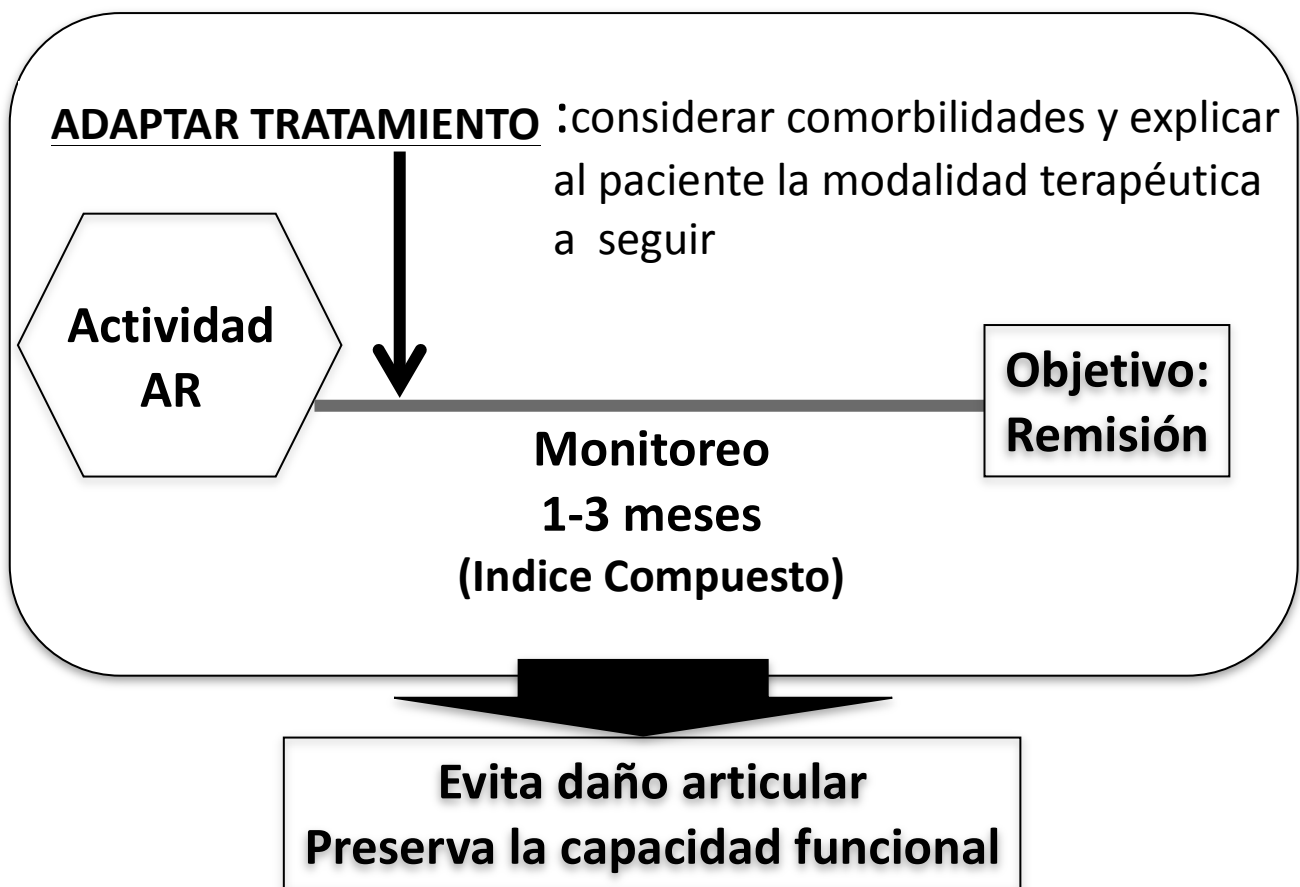 ADAPTAR TRATAMIENTO :considerar comorbilidades y explicar
al paciente la modalidad terapéutica
a seguir
Actividad
AR
Objetivo:
Remisión
Monitoreo
1-3 meses
(Indice Compuesto)
Evita daño articular
Preserva la capacidad funcional